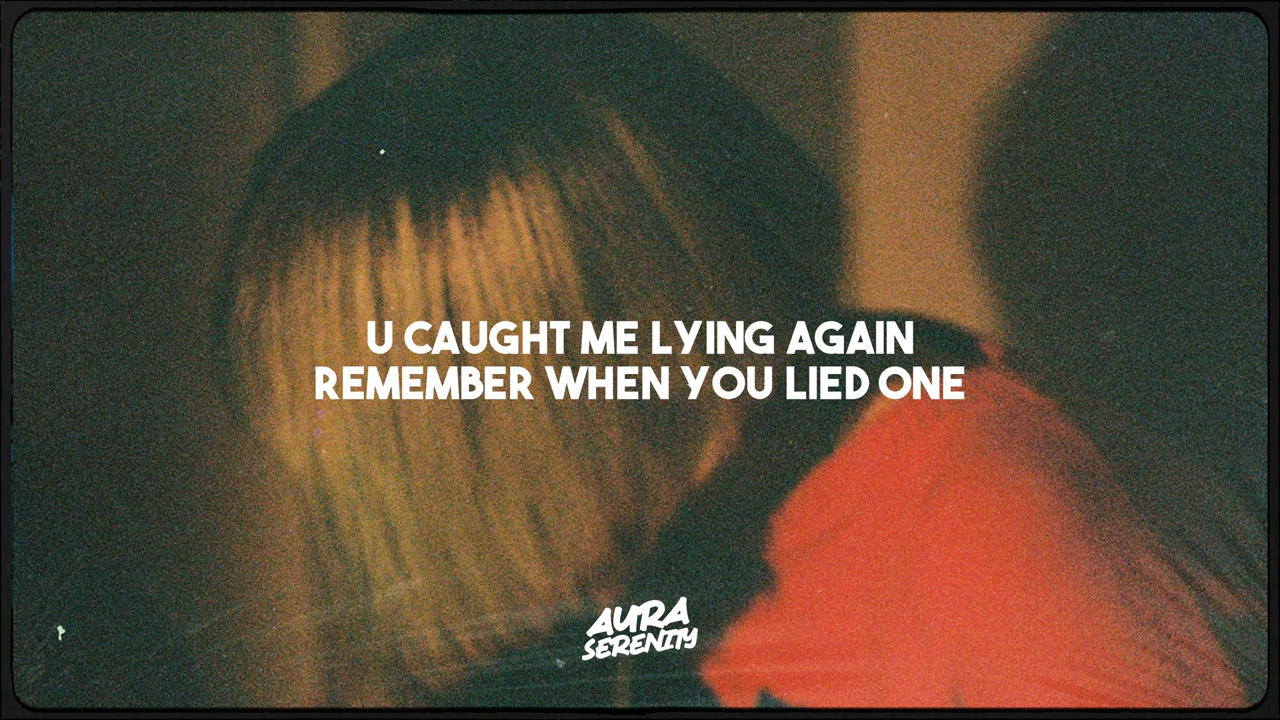 U CAUGHT ME LYING AGAIN
REMEMBER WHEN YOU LIED ONE
AURA
SERENITY